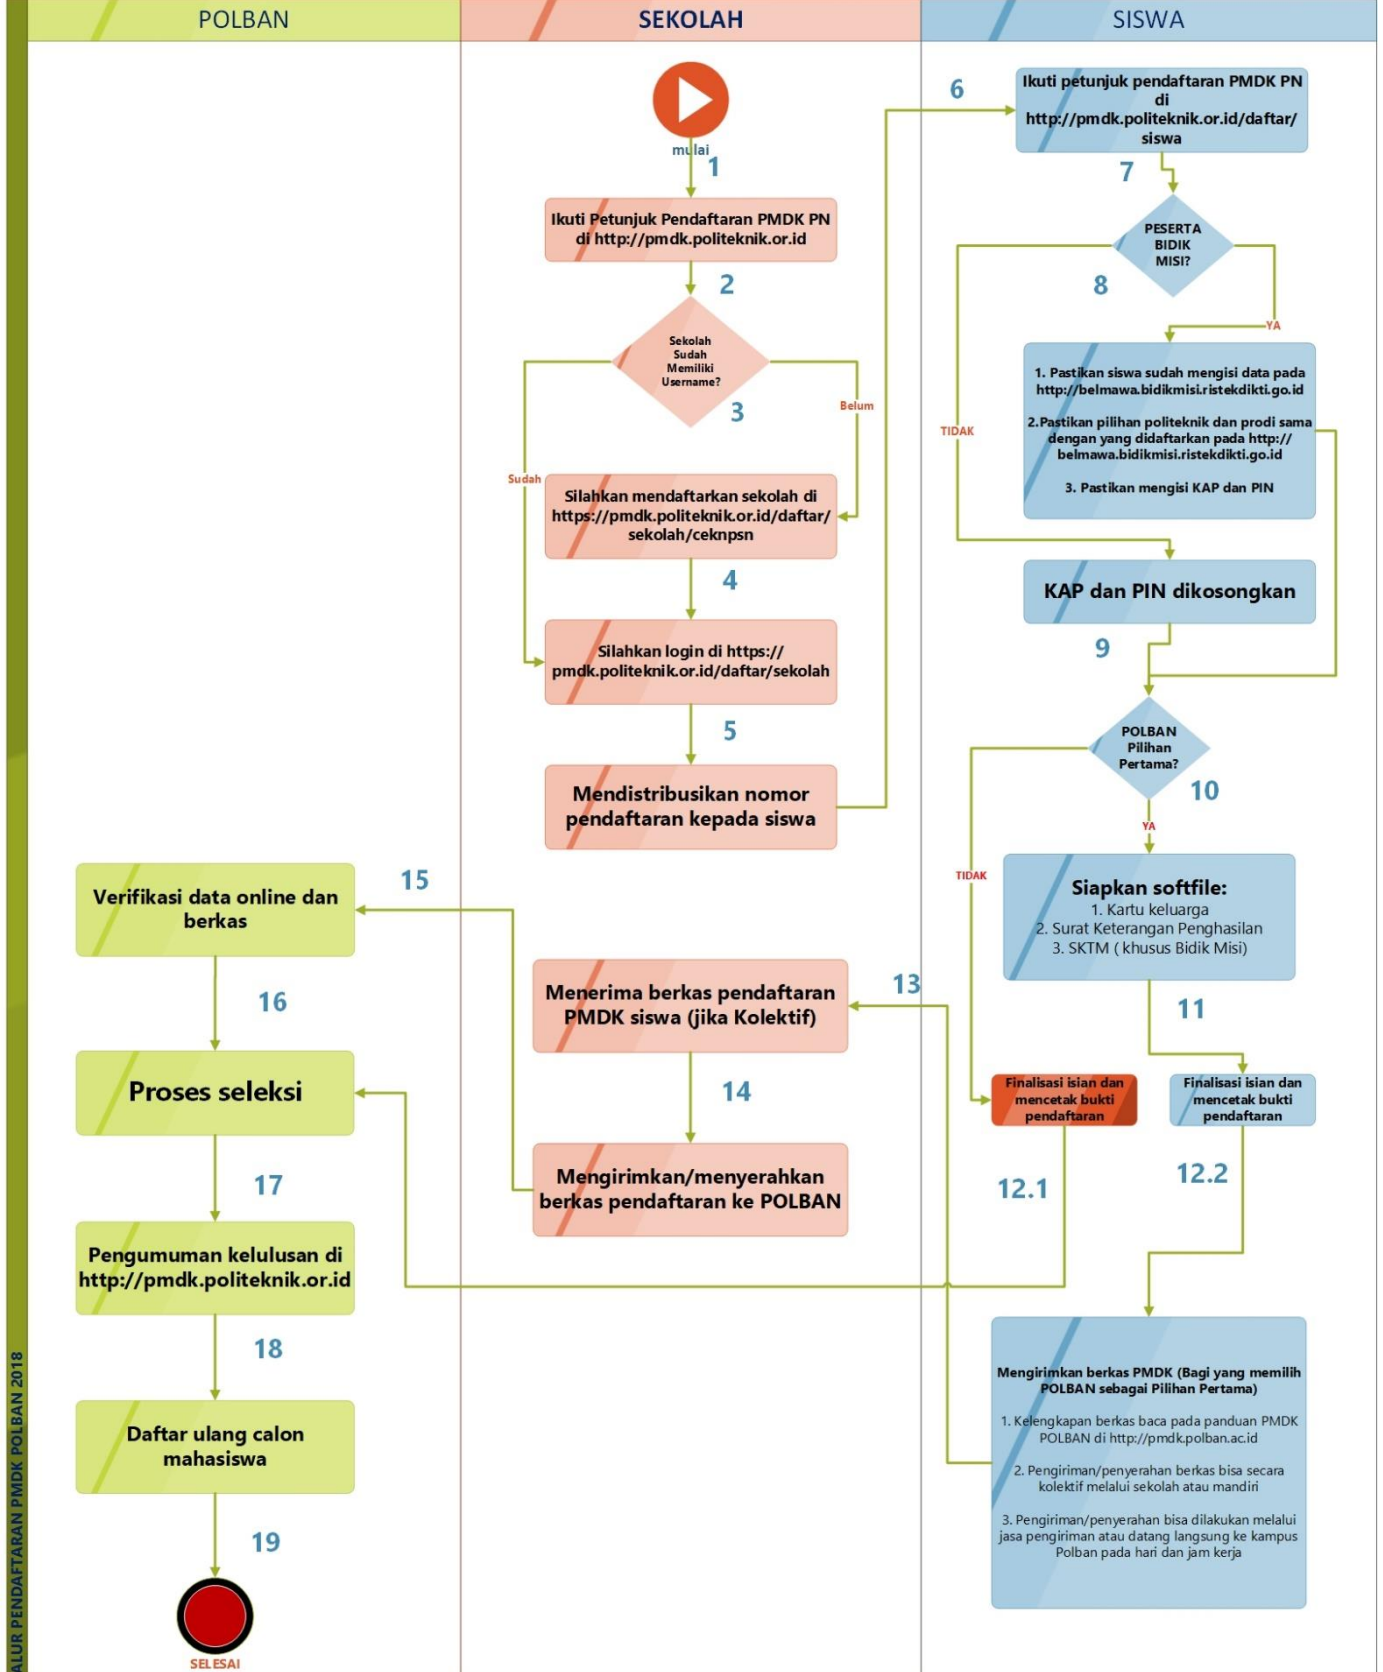 POLBAN
SEKOLAH
SISWA
mulai
1
Ikuti Petunjuk Pendaftaran PMDK PN
di http://pmdk.politeknik.or.id
2
Sekolah
Sudah
Memiliki
Username?
3
Belum
Sudah
Silahkan mendaftarkan sekolah di
https://pmdk.politeknik.or.id/daftar/
sekolah/ceknpsn
4
Silahkan login di https://
pmdk.politeknik.or.id/daftar/sekolah
5
Mendistribusikan nomor
pendaftaran kepada siswa
6
Ikuti petunjuk pendaftaran PMDK PN
di
http://pmdk.politeknik.or.id/daftar/
siswa
7
PESERTA
BIDIK
MISI?
8
YA
TIDAK
1. Pastikan siswa sudah mengisi data pada
http://belmawa.bidikmisi.ristekdikti.go.id
2.Pastikan pilihan politeknik dan prodi sama
dengan yang didaftarkan pada http://
belmawa.bidikmisi.ristekdikti.go.id
3. Pastikan mengisi KAP dan PIN
KAP dan PIN dikosongkan
9
POLBAN
Pilihan
Pertama?
10
YA
TIDAK
Siapkan softfile:
1. Kartu keluarga
2. Surat Keterangan Penghasilan
3. SKTM ( khusus Bidik Misi)
11
Finalisasi isian dan
mencetak bukti
pendaftaran
Finalisasi isian dan
mencetak bukti
pendaftaran
12.1
12.2
Mengirimkan berkas PMDK (Bagi yang memilih
POLBAN sebagai Pilihan Pertama)
1. Kelengkapan berkas baca pada panduan PMDK
POLBAN di http://pmdk.polban.ac.id
2. Pengiriman/penyerahan berkas bisa secara
kolektif melalui sekolah atau mandiri
3. Pengiriman/penyerahan bisa dilakukan melalui
jasa pengiriman atau datang langsung ke kampus
Polban pada hari dan jam kerja
13
Menerima berkas pendaftaran
PMDK siswa (jika Kolektif)
14
Mengirimkan/menyerahkan
berkas pendaftaran ke POLBAN
15
Verifikasi data online dan
berkas
16
Proses seleksi
17
Pengumuman kelulusan di
http://pmdk.politeknik.or.id
18
Daftar ulang calon
mahasiswa
19
SELESAI
ALUR PENDAFTARAN PMDK POLBAN 2018